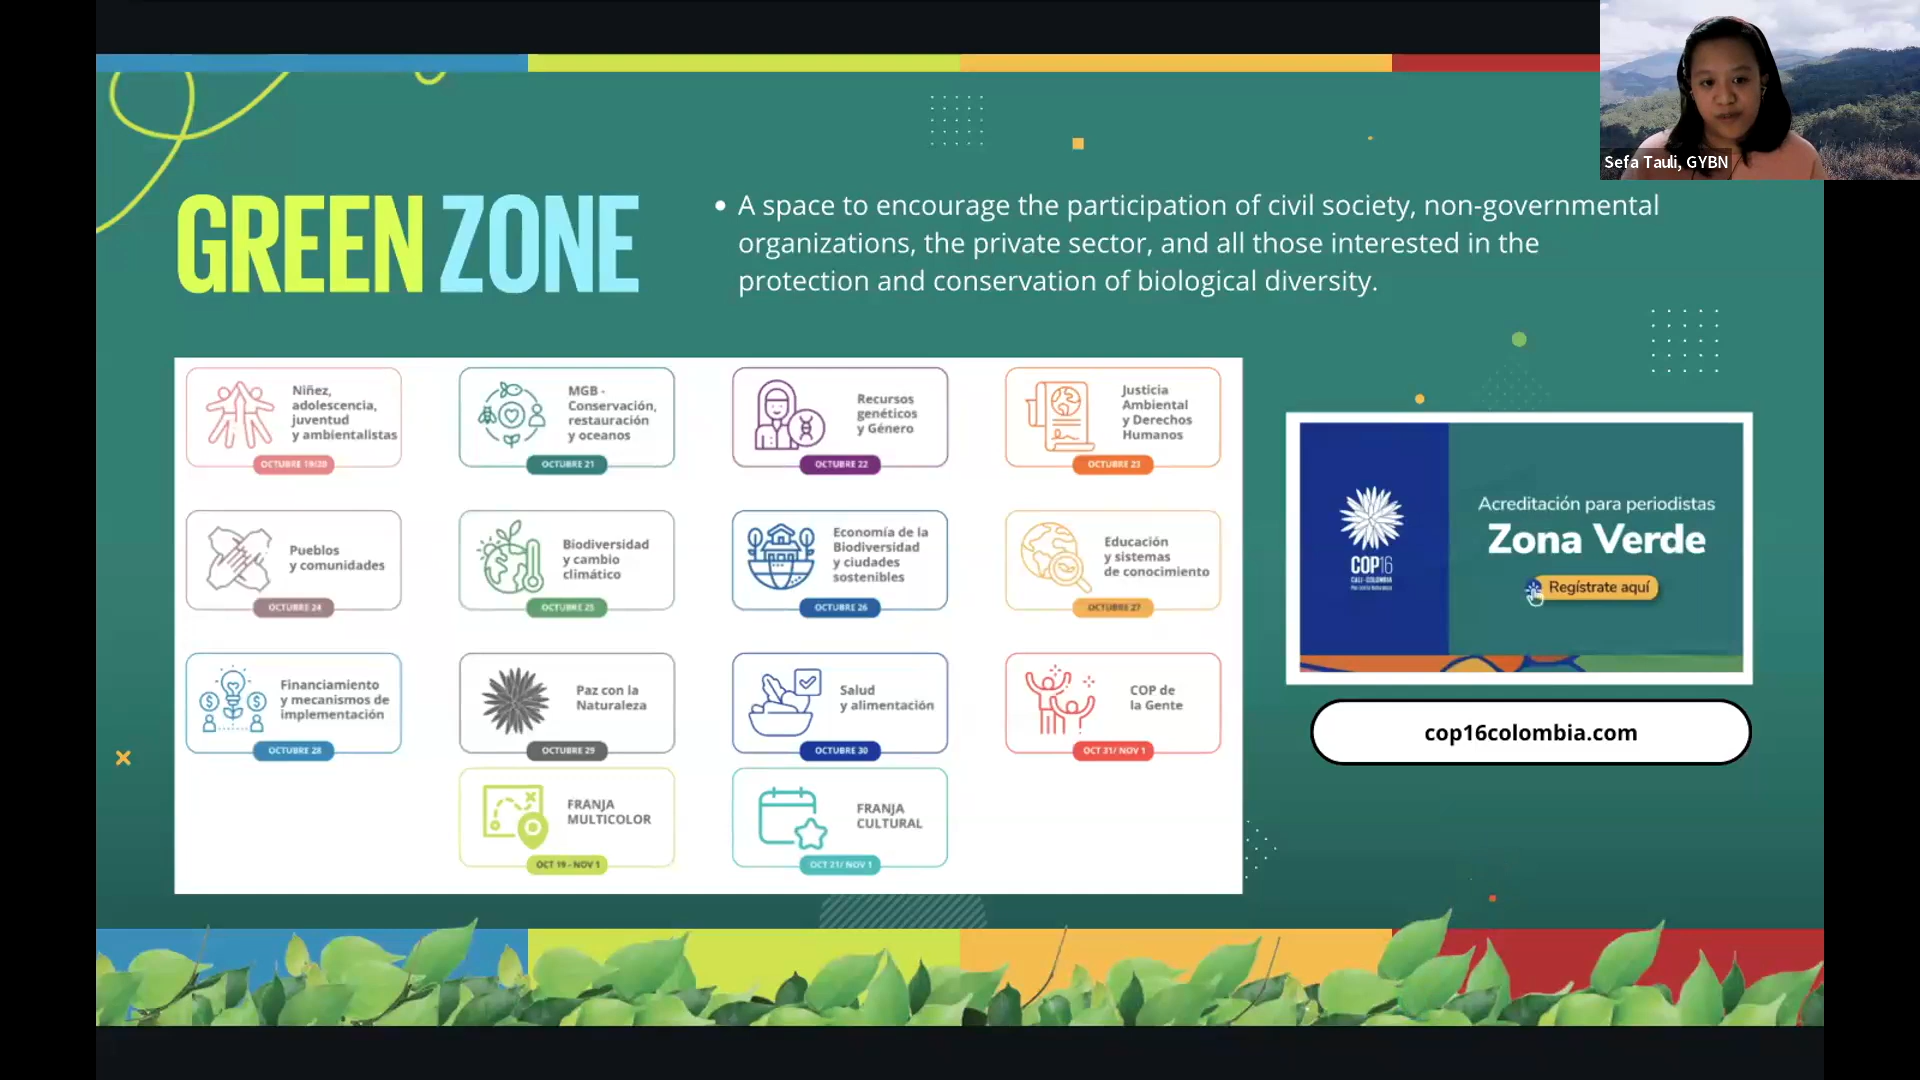 Sefa Tauli, GYBN
GREEN ZONE
• A space to encourage the participation of civil society, non-governmental
organizations, the private sector, and all those interested in the
protection and conservation of biological diversity.
Niñez,
adolescencia,
juventud
y ambientalistas
OCTUBRE 19/20
MGB -
Conservación,
restauración
y oceanos
OCTUBRE 21
Recursos
genéticos
y Género
OCTUBRE 22
Justicia
Ambiental
y Derechos
Humanos
OCTUBRE 23
Pueblos
y comunidades
OCTUBRE 24
Biodiversidad
y cambio
climático
OCTUBRE 25
Economía de la
Biodiversidad
y ciudades
sostenibles
OCTUBRE 26
Educación
y sistemas
de conocimiento
OCTUBRE 27
Financiamiento
y mecanismos de
implementación
OCTUBRE 28
Paz con la
Naturaleza
OCTUBRE 29
Salud
y alimentación
OCTUBRE 30
COP de
la Gente
OCT 31/ NOV 1
FRANJA
MULTICOLOR
OCT 19 - NOV 1
FRANJA
CULTURAL
OCT 21/ NOV 1
COP16
CALI - COLOMBIA
Acreditación para periodistas
Zona Verde
Regístrate aquí
cop16colombia.com